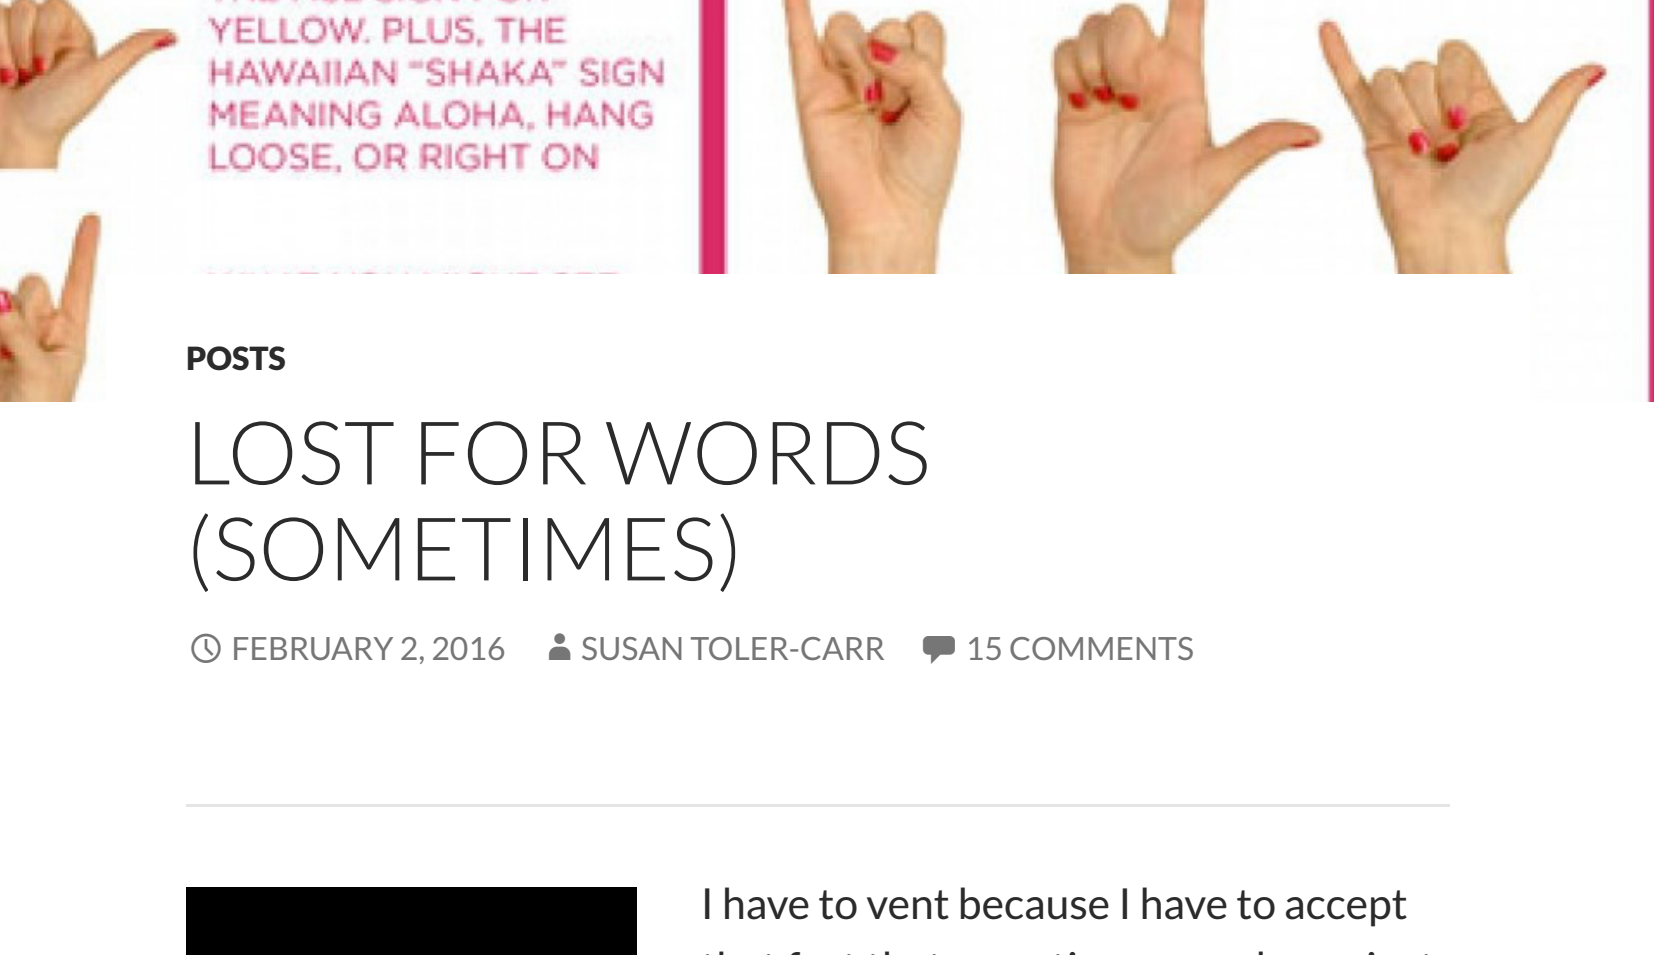 YELLOW. PLUS, THE
HAWAIIAN "SHAKA" SIGN
MEANING ALOHA, HANG
LOOSE, OR RIGHT ON
POSTS
LOST FOR WORDS
(SOMETIMES)
FEBRUARY 2, 2016 SUSAN TOLER-CARR 15 COMMENTS
I have to vent because I have to accept